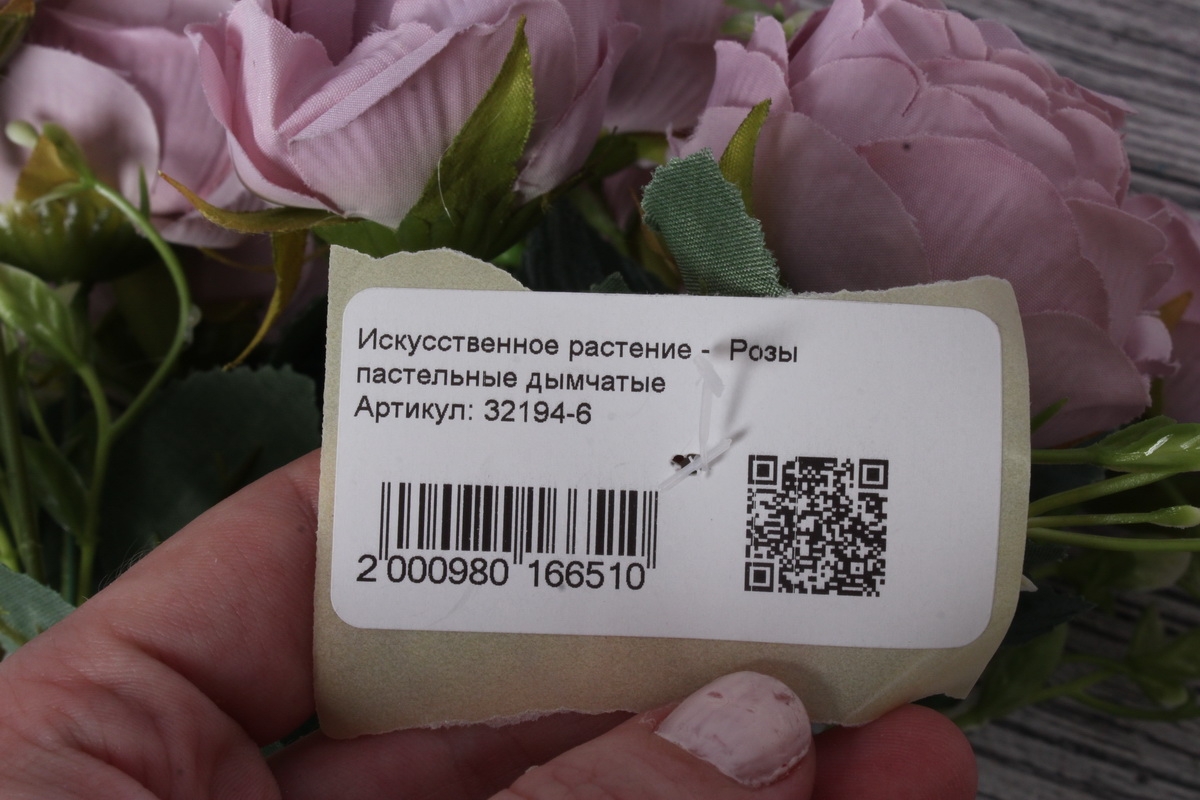 Искусственное растение -  Розы
пастельные дымчатые
Артикул: 32194-6
2 000980 166510